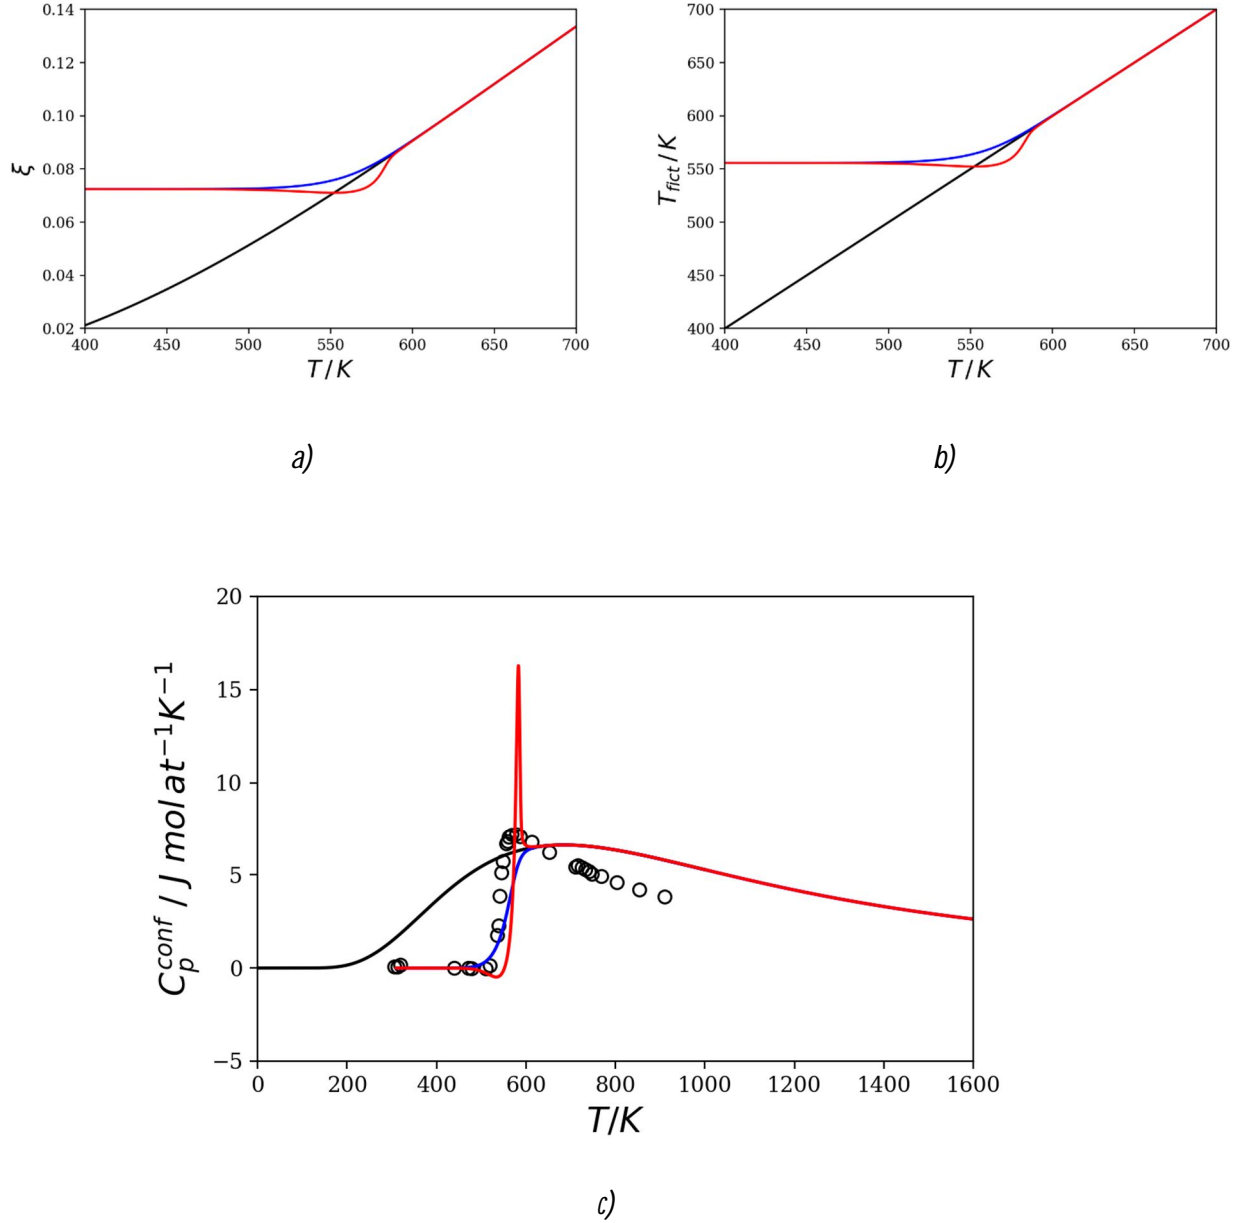 0.14
0.12
0.10
0.08
0.06
0.04
0.02
ξ
400 450 500 550 600 650 700
T / K
a)
700
650
600
550
500
450
400
T_fict / K
400 450 500 550 600 650 700
T / K
b)
20
15
10
5
0
−5
C_p^conf / J mol at^−1 K^−1
0 200 400 600 800 1000 1200 1400 1600
T/K
c)